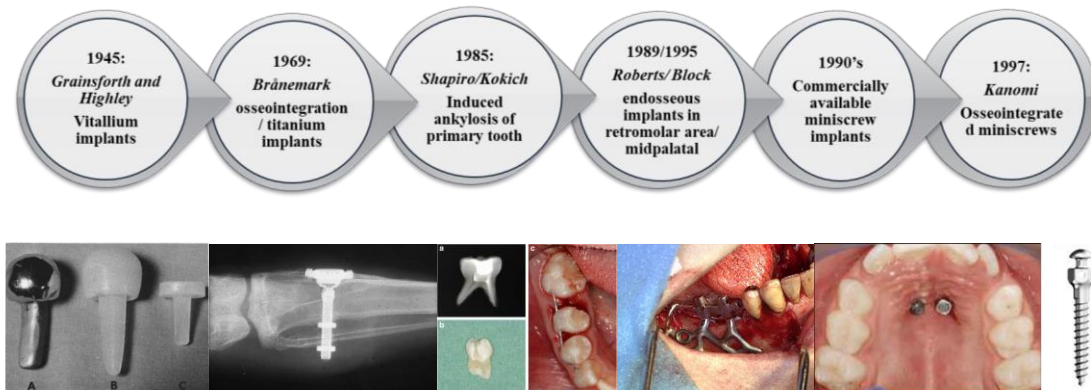 1945:
Grainsforth and
Highley
Vitallium
implants
1969:
Brånemark
osseointegration
/ titanium
implants
1985:
Shapiro/Kokich
Induced
ankylosis of
primary tooth
1989/1995
Roberts/ Block
endosseous
implants in
retromolar area/
midpalatal
1990’s
Commercially
available
miniscrew
implants
1997:
Kanomi
Osseointegrate
d miniscrews
A B C
a
b
c